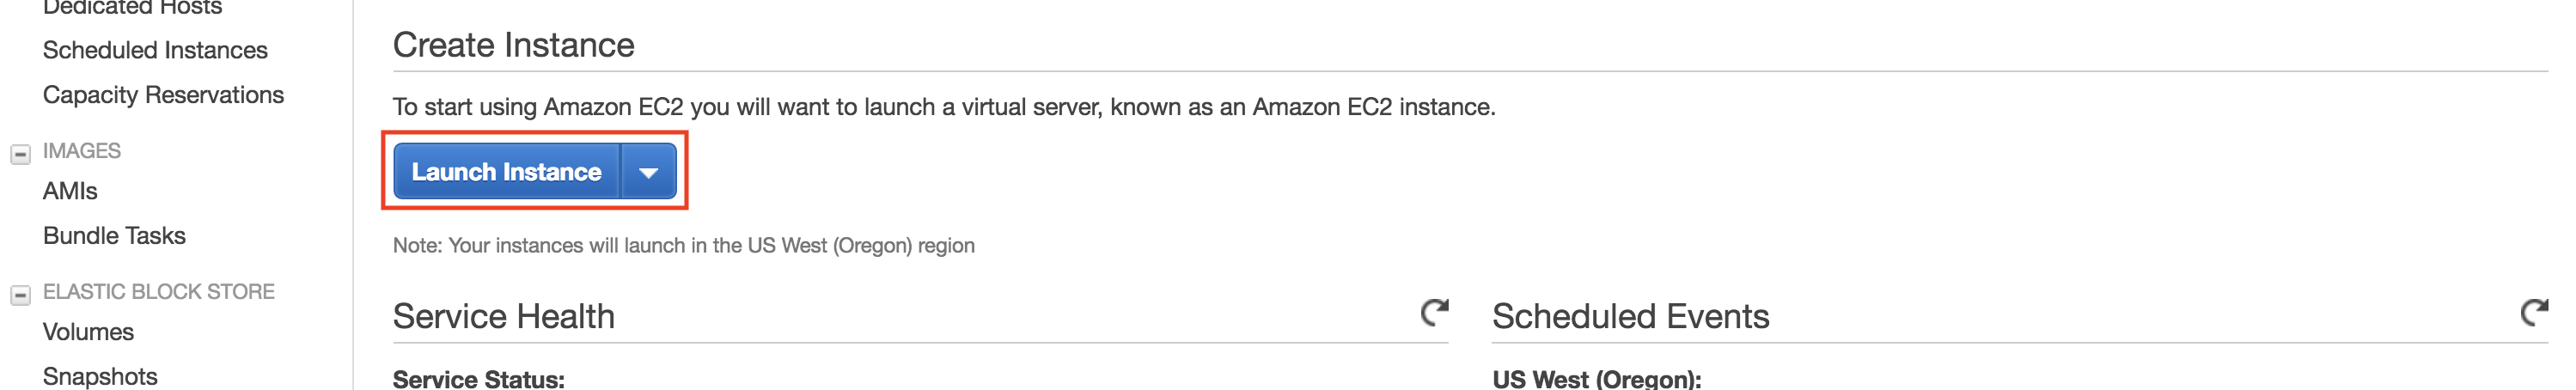 Dedicated Hosts
Scheduled Instances
Capacity Reservations
IMAGES
AMIs
Bundle Tasks
ELASTIC BLOCK STORE
Volumes
Snapshots
Create Instance
To start using Amazon EC2 you will want to launch a virtual server, known as an Amazon EC2 instance.
Launch Instance
Note: Your instances will launch in the US West (Oregon) region
Service Health
Service Status:
Scheduled Events
US West (Oregon):